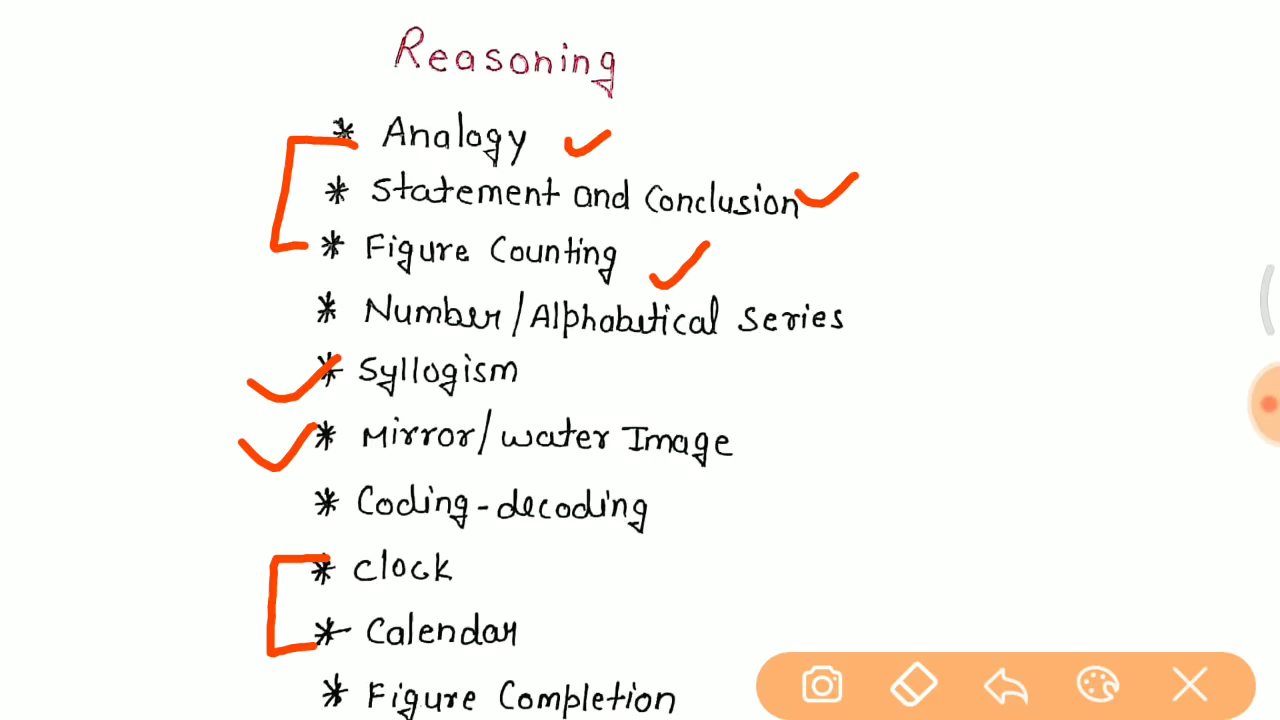 Reasoning
* Analogy
* Statement and Conclusion
* Figure Counting
* Number/Alphabetical Series
* Syllogism
* Mirror/water Image
* Coding-decoding
* Clock
* Calendar
* Figure Completion